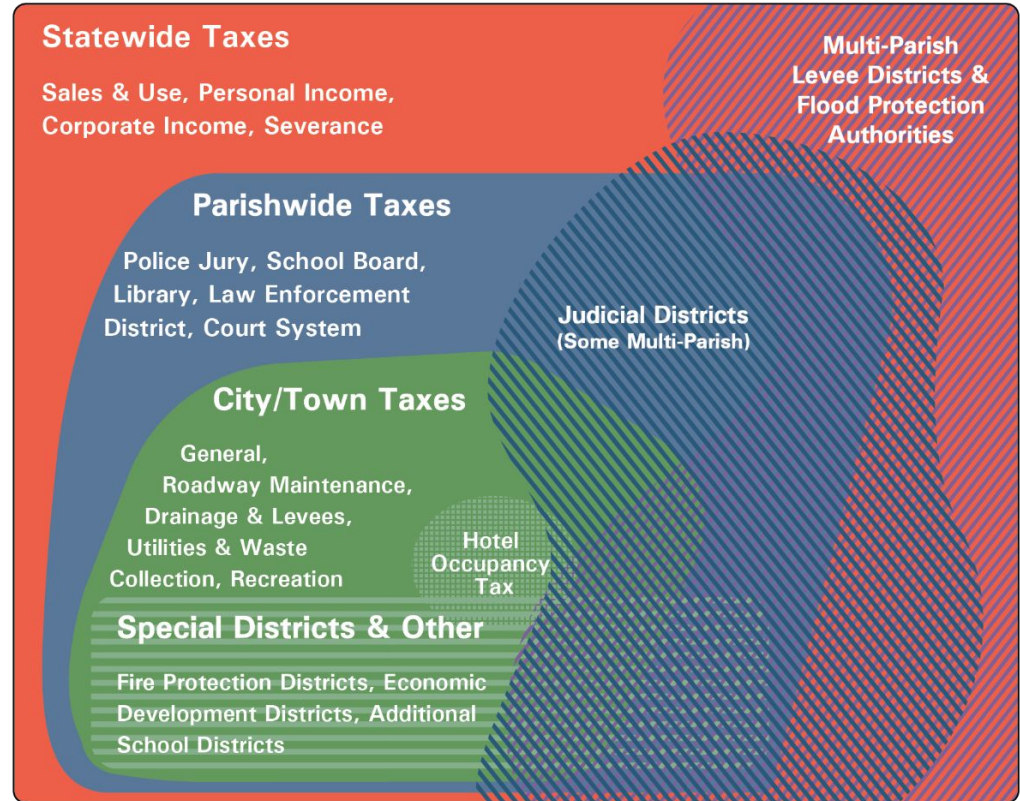 Statewide Taxes
Sales & Use, Personal Income,
Corporate Income, Severance
Multi-Parish
Levee Districts &
Flood Protection
Authorities
Parishwide Taxes
Police Jury, School Board,
Library, Law Enforcement
District, Court System
Judicial Districts
(Some Multi-Parish)
City/Town Taxes
General,
Roadway Maintenance,
Drainage & Levees,
Utilities & Waste
Collection, Recreation
Hotel
Occupancy
Tax
Special Districts & Other
Fire Protection Districts, Economic
Development Districts, Additional
School Districts